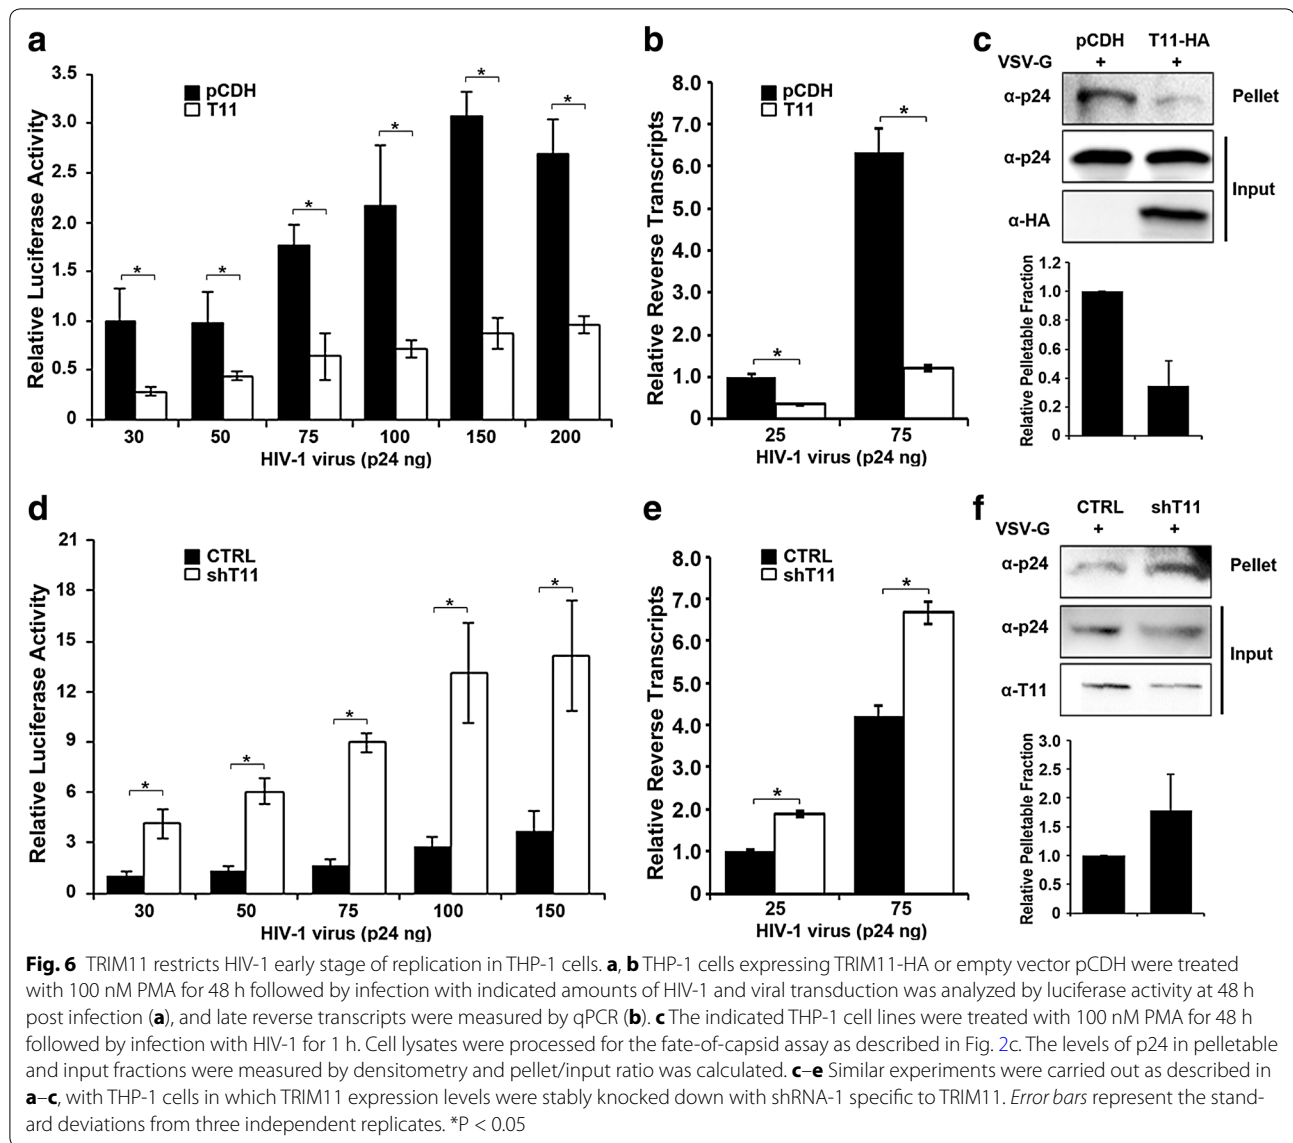 a
3.5
3.0
2.5
2.0
1.5
1.0
0.5
0
Relative Luciferase Activity
pCDH
T11
*
*
*
*
*
*
30 50 75 100 150 200
HIV-1 virus (p24 ng)
b
8.0
7.0
6.0
5.0
4.0
3.0
2.0
1.0
0
Relative Reverse Transcripts
pCDH
T11
*
*
25 75
HIV-1 virus (p24 ng)
c
pCDH T11-HA
VSV-G + +
α-p24 Pellet
α-p24
Input
α-HA
1.2
1.0
0.8
0.6
0.4
0.2
0
Relative Pelletable Fraction
d
21
18
15
12
9
6
3
0
Relative Luciferase Activity
CTRL
shT11
*
*
*
*
*
30 50 75 100 150
HIV-1 virus (p24 ng)
e
8.0
7.0
6.0
5.0
4.0
3.0
2.0
1.0
0
Relative Reverse Transcripts
CTRL
shT11
*
*
25 75
HIV-1 virus (p24 ng)
f
CTRL shT11
VSV-G + +
α-p24 Pellet
α-p24
Input
α-T11
3.0
2.5
2.0
1.5
1.0
0.5
0
Relative Pelletable Fraction
Fig. 6 TRIM11 restricts HIV-1 early stage of replication in THP-1 cells. a, b THP-1 cells expressing TRIM11-HA or empty vector pCDH were treated
with 100 nM PMA for 48 h followed by infection with indicated amounts of HIV-1 and viral transduction was analyzed by luciferase activity at 48 h
post infection (a), and late reverse transcripts were measured by qPCR (b). c The indicated THP-1 cell lines were treated with 100 nM PMA for 48 h
followed by infection with HIV-1 for 1 h. Cell lysates were processed for the fate-of-capsid assay as described in Fig. 2c. The levels of p24 in pelletable
and input fractions were measured by densitometry and pellet/input ratio was calculated. c–e Similar experiments were carried out as described in
a–c, with THP-1 cells in which TRIM11 expression levels were stably knocked down with shRNA-1 specific to TRIM11. Error bars represent the stand-
ard deviations from three independent replicates. *P < 0.05